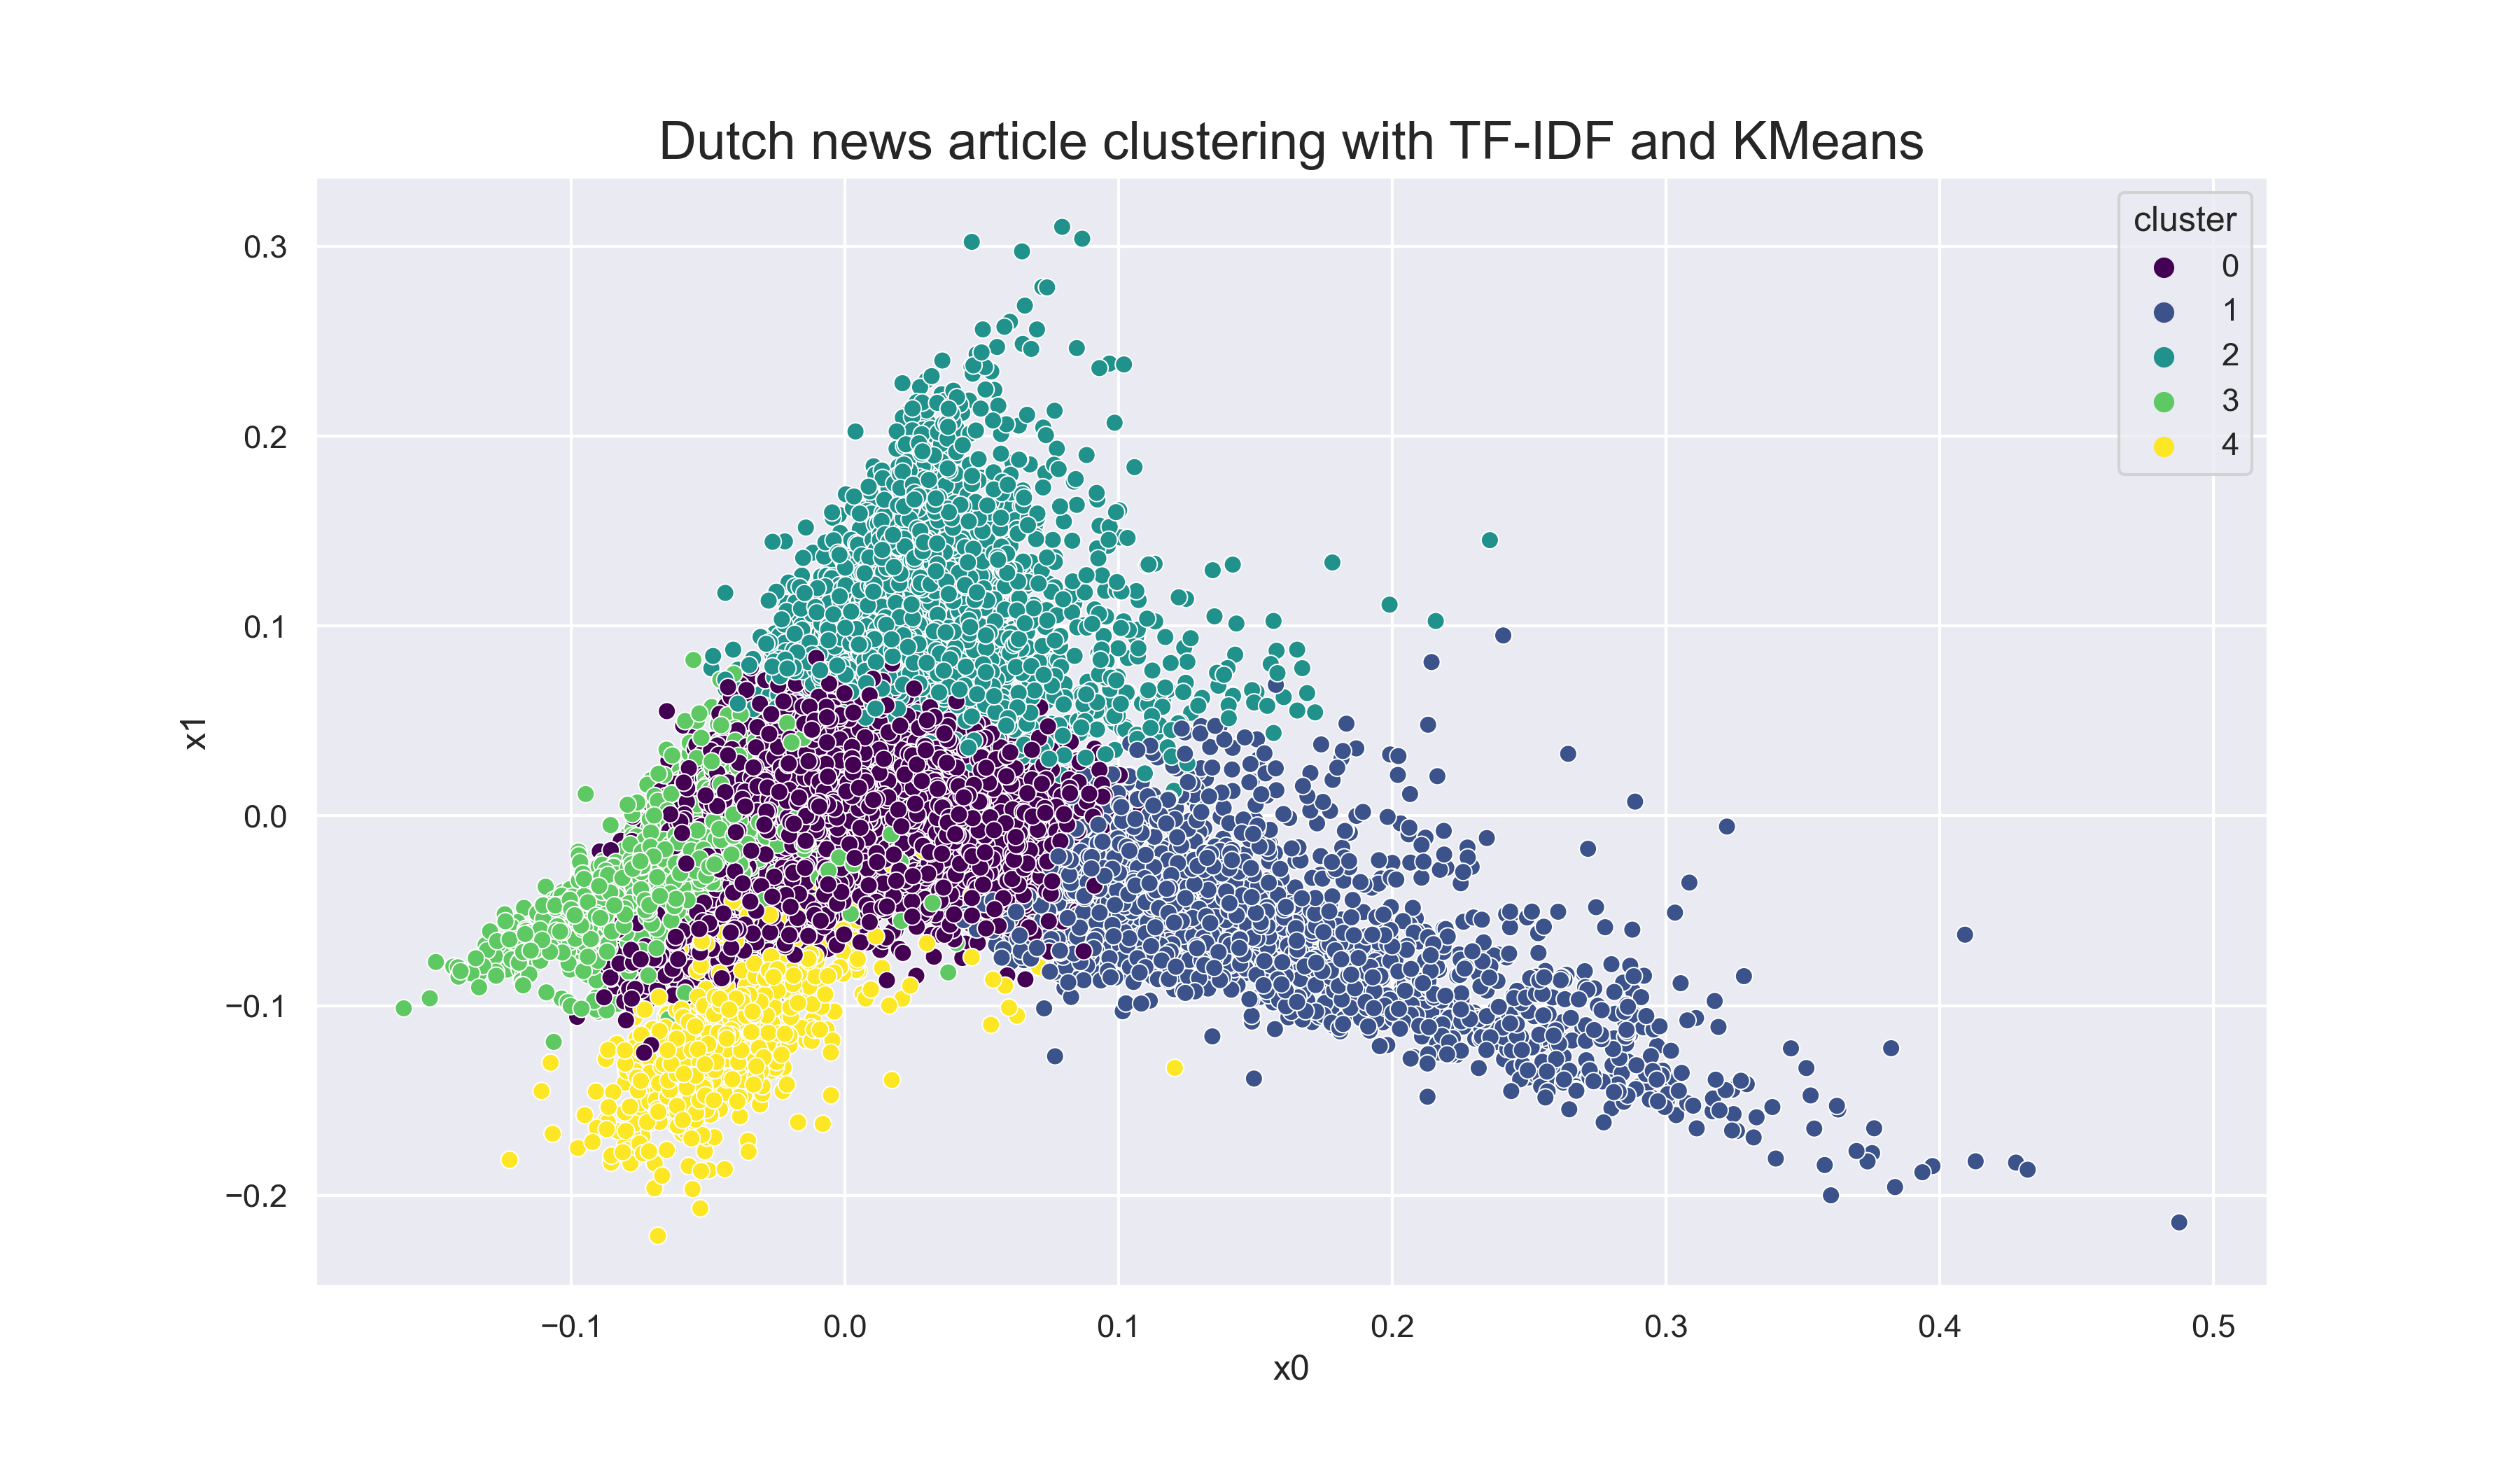 Dutch news article clustering with TF-IDF and KMeans
cluster
0
1
2
3
4
0.3
0.2
0.1
0.0
−0.1
−0.2
x1
−0.1 0.0 0.1 0.2 0.3 0.4 0.5
x0